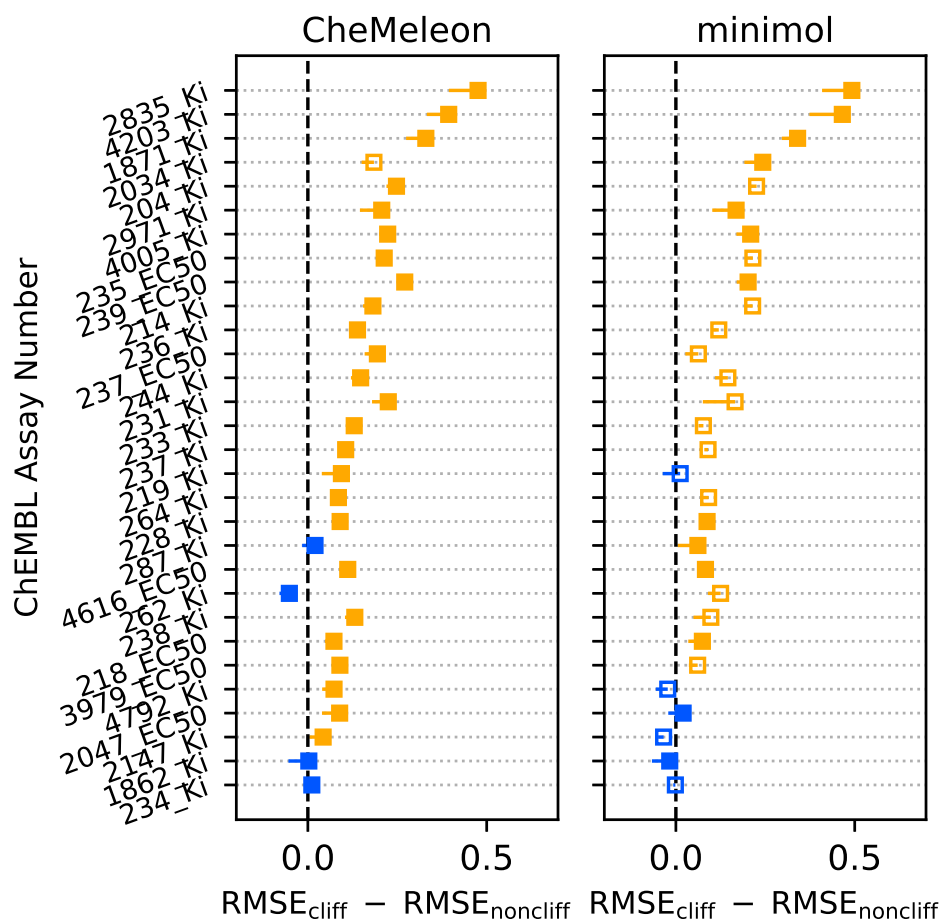 CheMeleon
minimol
ChEMBL Assay Number
2835_Ki
4203_Ki
1871_Ki
2034_Ki
204_Ki
2971_Ki
4005_Ki
235_EC50
239_EC50
214_Ki
236_Ki
237_EC50
244_Ki
231_Ki
233_Ki
237_Ki
219_Ki
264_Ki
228_Ki
287_Ki
4616_EC50
262_Ki
238_Ki
218_EC50
3979_EC50
4792_Ki
2047_EC50
2147_Ki
1862_Ki
234_Ki
0.0 0.5
0.0 0.5
RMSEcliff − RMSEnoncliff
RMSEcliff − RMSEnoncliff